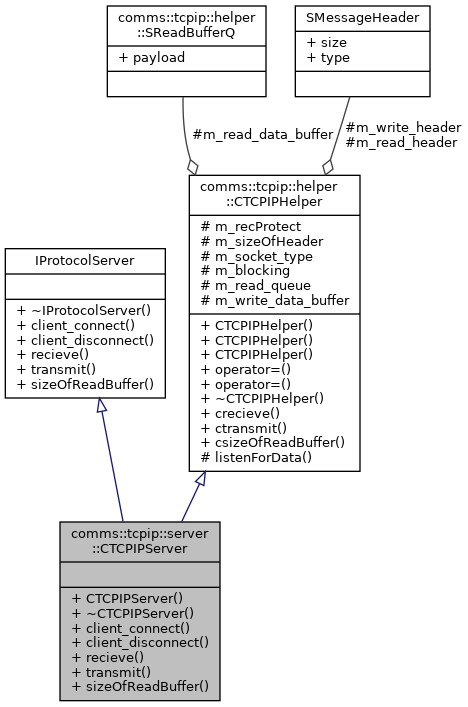 comms::tcpip::helper
::SReadBufferQ
+ payload
SMessageHeader
+ size
+ type
#m_read_data_buffer
#m_write_header
#m_read_header
comms::tcpip::helper
::CTCPIPHelper
# m_recProtect
# m_sizeOfHeader
# m_socket_type
# m_blocking
# m_read_queue
# m_write_data_buffer
+ CTCPIPHelper()
+ CTCPIPHelper()
+ CTCPIPHelper()
+ operator=()
+ operator=()
+ ~CTCPIPHelper()
+ crecieve()
+ ctransmit()
+ csizeOfReadBuffer()
# listenForData()
IProtocolServer
+ ~IProtocolServer()
+ client_connect()
+ client_disconnect()
+ recieve()
+ transmit()
+ sizeOfReadBuffer()
comms::tcpip::server
::CTCPIPServer
+ CTCPIPServer()
+ ~CTCPIPServer()
+ client_connect()
+ client_disconnect()
+ recieve()
+ transmit()
+ sizeOfReadBuffer()